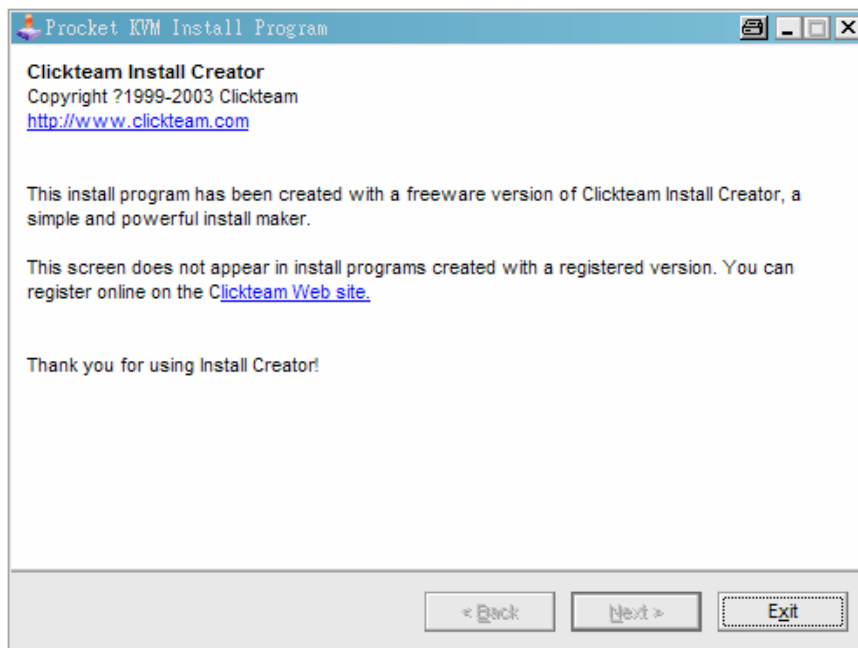 Procket KVM Install Program
Clickteam Install Creator
Copyright ?1999-2003 Clickteam
http://www.clickteam.com
This install program has been created with a freeware version of Clickteam Install Creator, a
simple and powerful install maker.
This screen does not appear in install programs created with a registered version. You can
register online on the Clickteam Web site.
Thank you for using Install Creator!
< Back
Next >
Exit